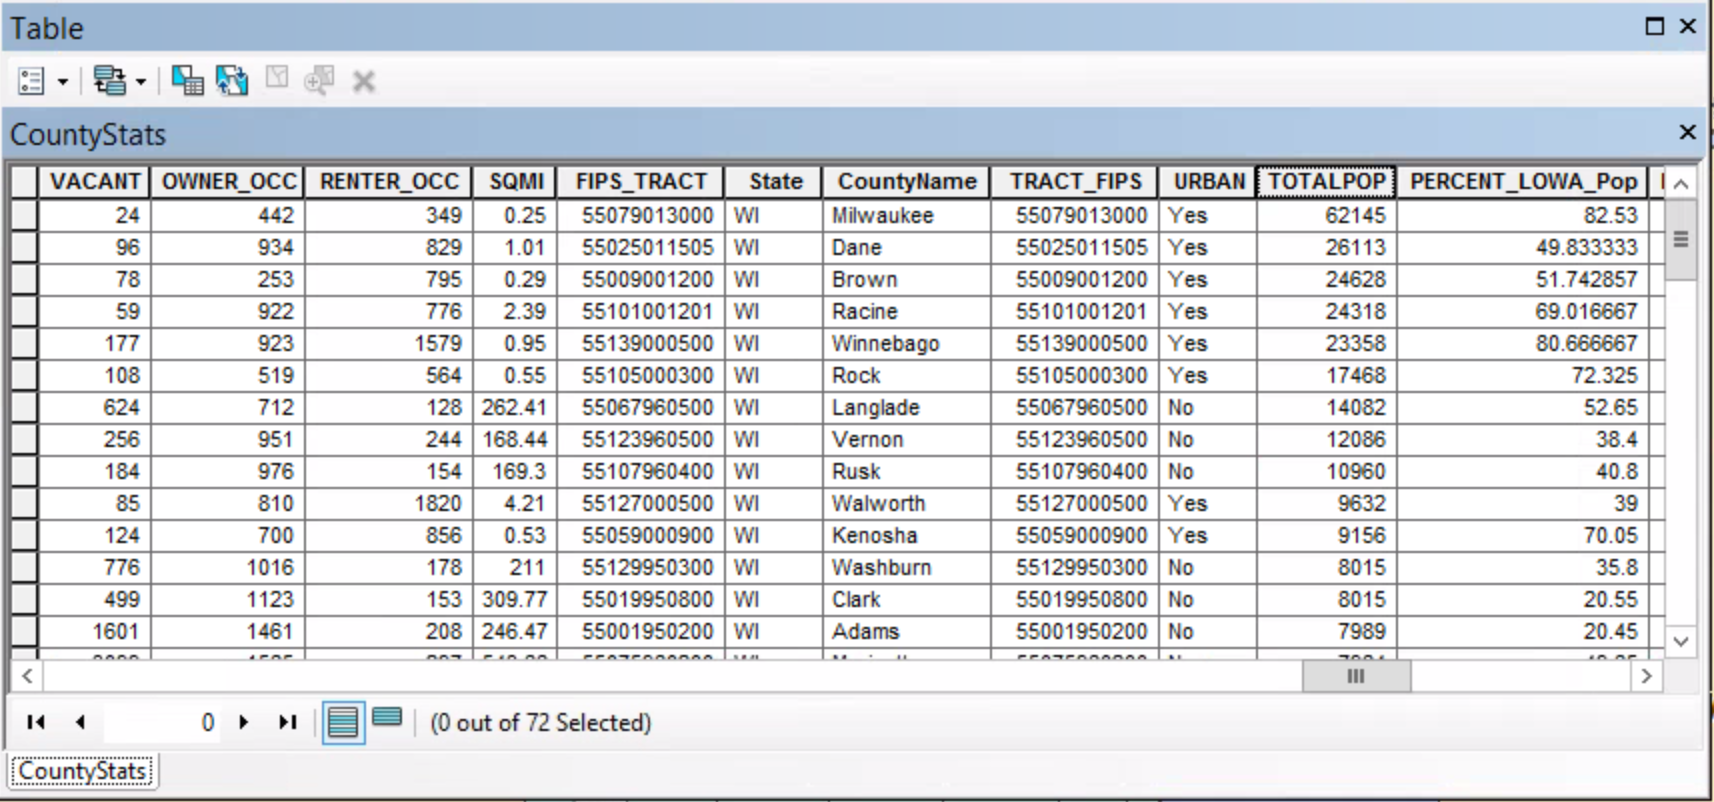 Table
CountyStats
VACANT OWNER_OCC RENTER_OCC SQMI FIPS_TRACT State CountyName TRACT_FIPS URBAN TOTALPOP PERCENT_LOWA_Pop
24 442 349 0.25 55079013000 WI Milwaukee 55079013000 Yes 62145 82.53
96 934 829 1.01 55025011505 WI Dane 55025011505 Yes 26113 49.833333
78 253 795 0.29 55009001200 WI Brown 55009001200 Yes 24628 51.742857
59 922 776 2.39 55101001201 WI Racine 55101001201 Yes 24318 69.016667
177 923 1579 0.95 55139000500 WI Winnebago 55139000500 Yes 23358 80.666667
108 519 564 0.55 55105000300 WI Rock 55105000300 Yes 17468 72.325
624 712 128 262.41 55067960500 WI Langlade 55067960500 No 14082 52.65
256 951 244 168.44 55123960500 WI Vernon 55123960500 No 12086 38.4
184 976 154 169.3 55107960400 WI Rusk 55107960400 No 10960 40.8
85 810 1820 4.21 55127000500 WI Walworth 55127000500 Yes 9632 39
124 700 856 0.53 55059000900 WI Kenosha 55059000900 Yes 9156 70.05
776 1016 178 211 55129950300 WI Washburn 55129950300 No 8015 35.8
499 1123 153 309.77 55019950800 WI Clark 55019950800 No 8015 20.55
1601 1461 208 246.47 55001950200 WI Adams 55001950200 No 7989 20.45
0 (0 out of 72 Selected)
CountyStats